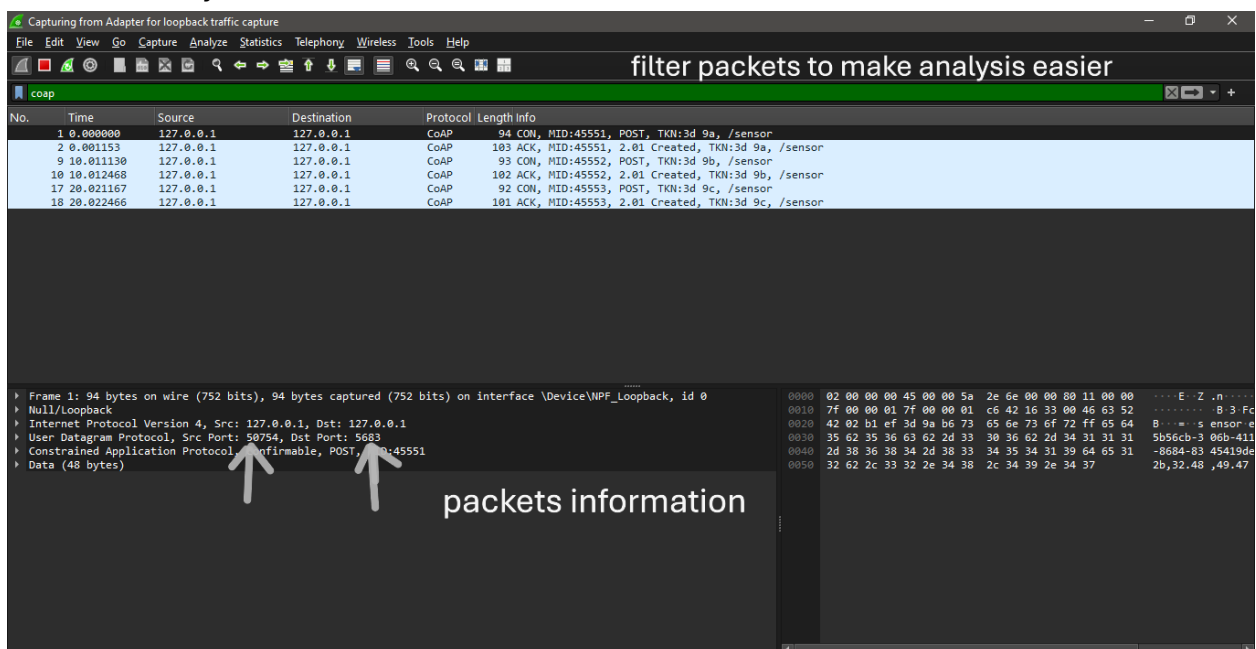 Capturing from Adapter for loopback traffic capture
File Edit View Go Capture Analyze Statistics Telephony Wireless Tools Help
filter packets to make analysis easier
coap
No. Time Source Destination Protocol Length Info
1 0.000000 127.0.0.1 127.0.0.1 CoAP 94 CON, MID:45551, POST, TKN:3d 9a, /sensor
2 0.001153 127.0.0.1 127.0.0.1 CoAP 103 ACK, MID:45551, 2.01 Created, TKN:3d 9a, /sensor
9 10.011130 127.0.0.1 127.0.0.1 CoAP 93 CON, MID:45552, POST, TKN:3d 9b, /sensor
10 10.012468 127.0.0.1 127.0.0.1 CoAP 102 ACK, MID:45552, 2.01 Created, TKN:3d 9b, /sensor
17 20.021167 127.0.0.1 127.0.0.1 CoAP 92 CON, MID:45553, POST, TKN:3d 9c, /sensor
18 20.022466 127.0.0.1 127.0.0.1 CoAP 101 ACK, MID:45553, 2.01 Created, TKN:3d 9c, /sensor
Frame 1: 94 bytes on wire (752 bits), 94 bytes captured (752 bits) on interface \Device\NPF_Loopback, id 0
Null/Loopback
Internet Protocol Version 4, Src: 127.0.0.1, Dst: 127.0.0.1
User Datagram Protocol, Src Port: 50754, Dst Port: 5683
Constrained Application Protocol, POST, :45551
Data (48 bytes)
packets information
0000 02 00 00 00 45 00 00 5a 2e 6e 00 00 80 11 00 00 ····E··Z .n······
0010 7f 00 00 01 7f 00 00 01 c6 42 16 33 00 46 63 52 ········ ·B·3·FcR
0020 42 02 b1 ef 3d 9a b6 73 65 6e 73 6f 72 ff 65 64 B···=··s ensor·e
0030 35 62 35 36 63 62 2d 33 30 36 62 2d 34 31 31 31 5b56cb-3 06b-411
0040 2d 38 36 38 34 2d 38 33 34 35 34 31 39 64 65 31 -8684-83 45419de
0050 32 62 2c 33 32 2e 34 38 2c 34 39 2e 34 37 2b,32.48 ,49.47